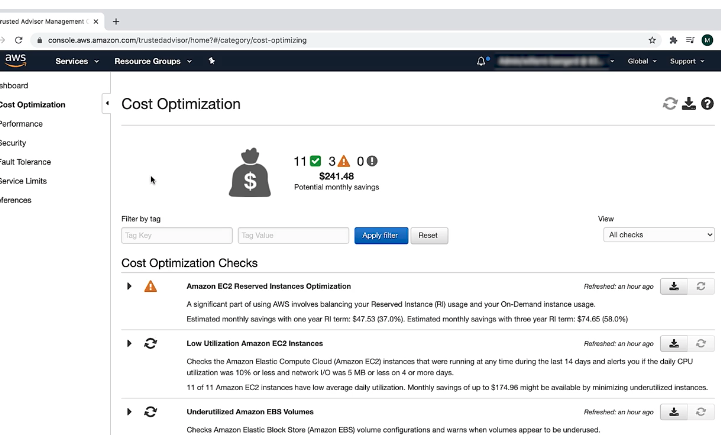 rusted Advisor Management C
console.aws.amazon.com/trustedadvisor/home?#/category/cost-optimizing
M
aws
Services
Resource Groups
Global
Support
shboard
Cost Optimization
Performance
Security
Fault Tolerance
Service Limits
ferences
Cost Optimization
11 3 0
$241.48
Potential monthly savings
Filter by tag
View
Tag Key
Tag Value
Apply filter
Reset
All checks
Cost Optimization Checks
Amazon EC2 Reserved Instances Optimization
Refreshed: an hour ago
A significant part of using AWS involves balancing your Reserved Instance (RI) usage and your On-Demand instance usage.
Estimated monthly savings with one year RI term: $47.53 (37.0%). Estimated monthly savings with three year RI term: $74.65 (58.0%)
Low Utilization Amazon EC2 Instances
Refreshed: an hour ago
Checks the Amazon Elastic Compute Cloud (Amazon EC2) instances that were running at any time during the last 14 days and alerts you if the daily CPU
utilization was 10% or less and network I/O was 5 MB or less on 4 or more days.
11 of 11 Amazon EC2 instances have low average daily utilization. Monthly savings of up to $174.96 might be available by minimizing underutilized instances.
Underutilized Amazon EBS Volumes
Refreshed: an hour ago
Checks Amazon Elastic Block Store (Amazon EBS) volume configurations and warns when volumes appear to be underused.